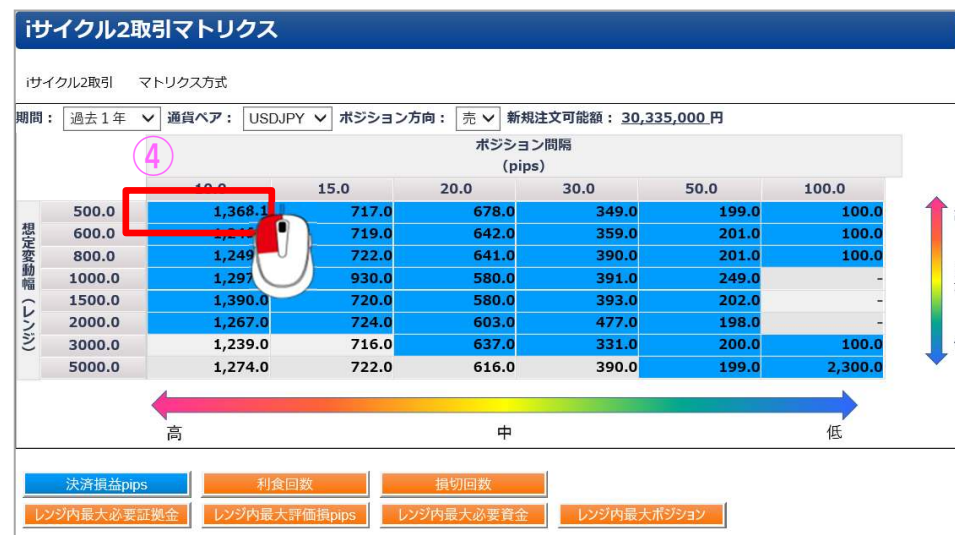 iサイクル2取引マトリクス
iサイクル2取引 マトリクス方式
期間： 過去１年 通貨ペア： USDJPY ポジション方向： 売 新規注文可能額： 30,335,000 円
④
ポジション間隔
(pips)
15.0 20.0 30.0 50.0 100.0
想定変動幅（レンジ）
500.0 1,368.1 717.0 678.0 349.0 199.0 100.0
600.0 719.0 642.0 359.0 201.0 100.0
800.0 1,249 722.0 641.0 390.0 201.0 100.0
1000.0 1,297 930.0 580.0 391.0 249.0 -
1500.0 1,390.0 720.0 580.0 393.0 202.0 -
2000.0 1,267.0 724.0 603.0 477.0 198.0 -
3000.0 1,239.0 716.0 637.0 331.0 200.0 100.0
5000.0 1,274.0 722.0 616.0 390.0 199.0 2,300.0
高 中 低
決済損益pips 利食回数 損切回数
レンジ内最大必要証拠金 レンジ内最大評価損pips レンジ内最大必要資金 レンジ内最大ポジション